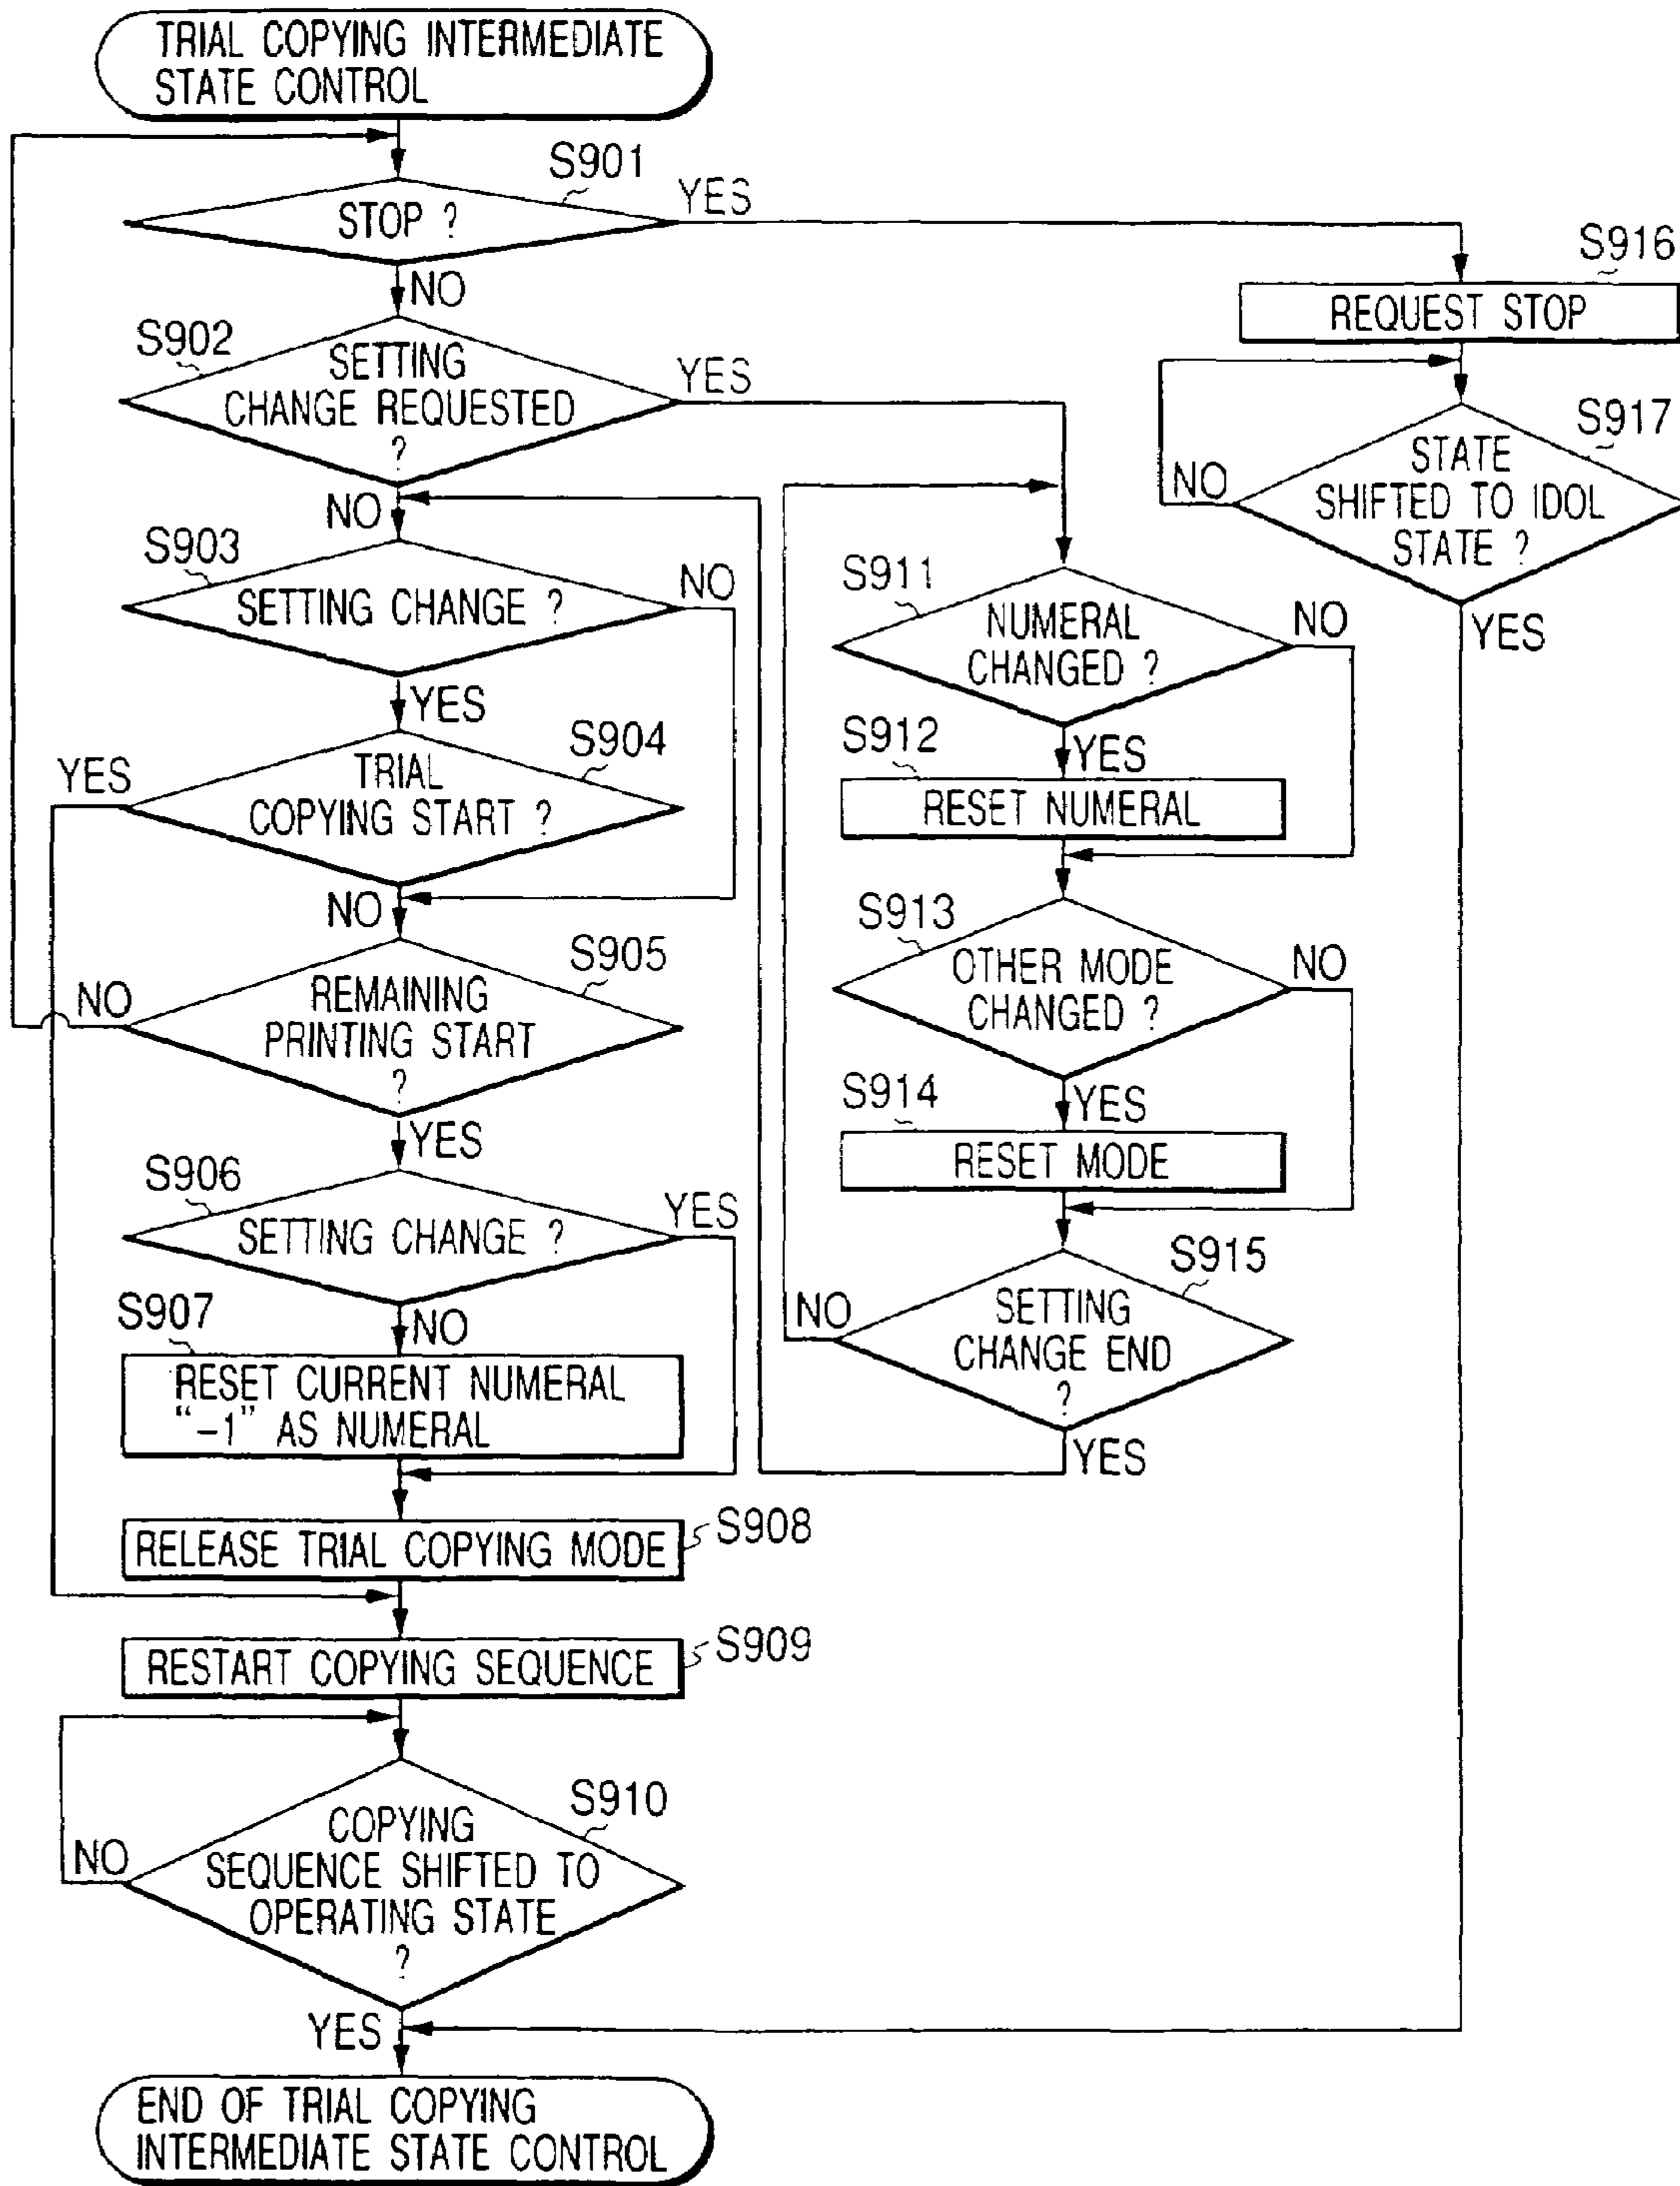 TRIAL COPYING INTERMEDIATE
STATE CONTROL
S901
STOP ?
YES
NO
S902
SETTING
CHANGE REQUESTED
?
YES
NO
S903
SETTING CHANGE ?
NO
YES
S904
TRIAL
COPYING START ?
YES
NO
S905
REMAINING
PRINTING START
?
NO
YES
S906
SETTING CHANGE ?
YES
NO
S907
RESET CURRENT NUMERAL
“-1” AS NUMERAL
RELEASE TRIAL COPYING MODE
S908
RESTART COPYING SEQUENCE
S909
S910
COPYING
SEQUENCE SHIFTED TO
OPERATING STATE
?
NO
YES
END OF TRIAL COPYING
INTERMEDIATE STATE CONTROL
S911
NUMERAL
CHANGED ?
NO
YES
S912
RESET NUMERAL
S913
OTHER MODE
CHANGED ?
NO
YES
S914
RESET MODE
S915
SETTING
CHANGE END
?
NO
YES
S916
REQUEST STOP
S917
STATE
SHIFTED TO IDOL
STATE ?
NO
YES